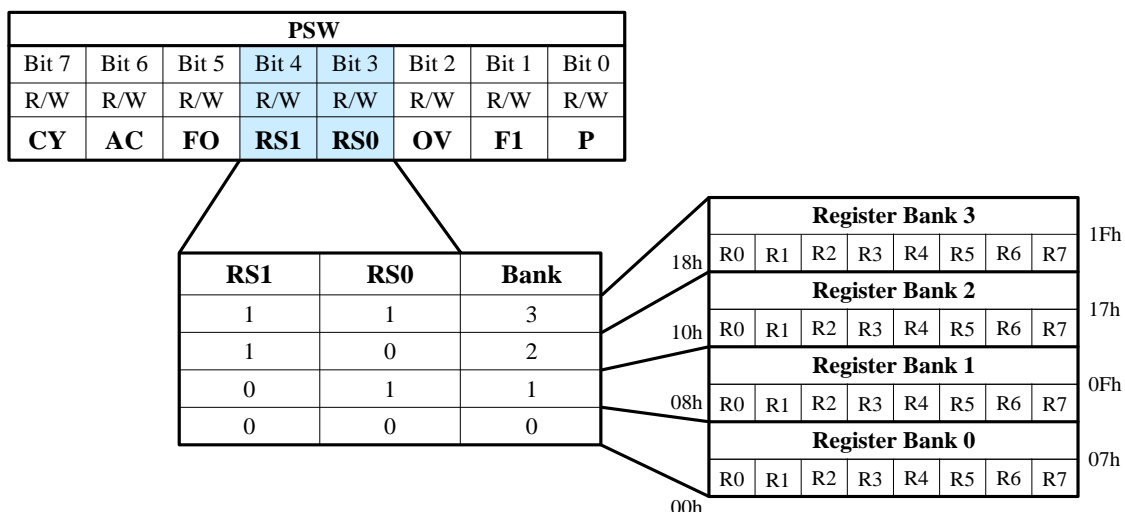 PSW
Bit 7 Bit 6 Bit 5 Bit 4 Bit 3 Bit 2 Bit 1 Bit 0
R/W R/W R/W R/W R/W R/W R/W R/W
CY AC FO RS1 RS0 OV F1 P
RS1 RS0 Bank
1 1 3
1 0 2
0 1 1
0 0 0
Register Bank 3
1Fh
18h R0 R1 R2 R3 R4 R5 R6 R7
Register Bank 2
17h
10h R0 R1 R2 R3 R4 R5 R6 R7
Register Bank 1
0Fh
08h R0 R1 R2 R3 R4 R5 R6 R7
Register Bank 0
07h
R0 R1 R2 R3 R4 R5 R6 R7
00h